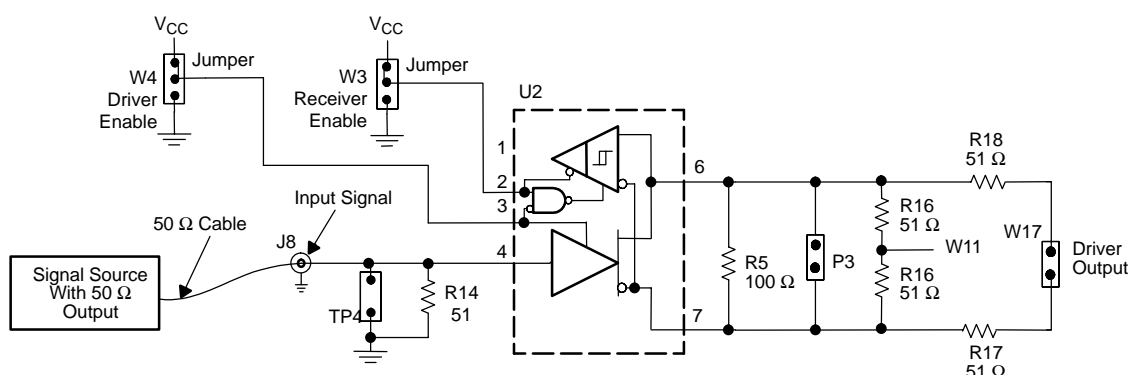 VCC
Jumper
W4
Driver
Enable
VCC
Jumper
W3
Receiver
Enable
U2
1
2
3
4
6
7
50 Ω Cable
Input Signal
J8
Signal Source
With 50 Ω
Output
TP4
R14
51
R5
100 Ω
P3
R16
51 Ω
R16
51 Ω
W11
R18
51 Ω
W17
Driver
Output
R17
51 Ω